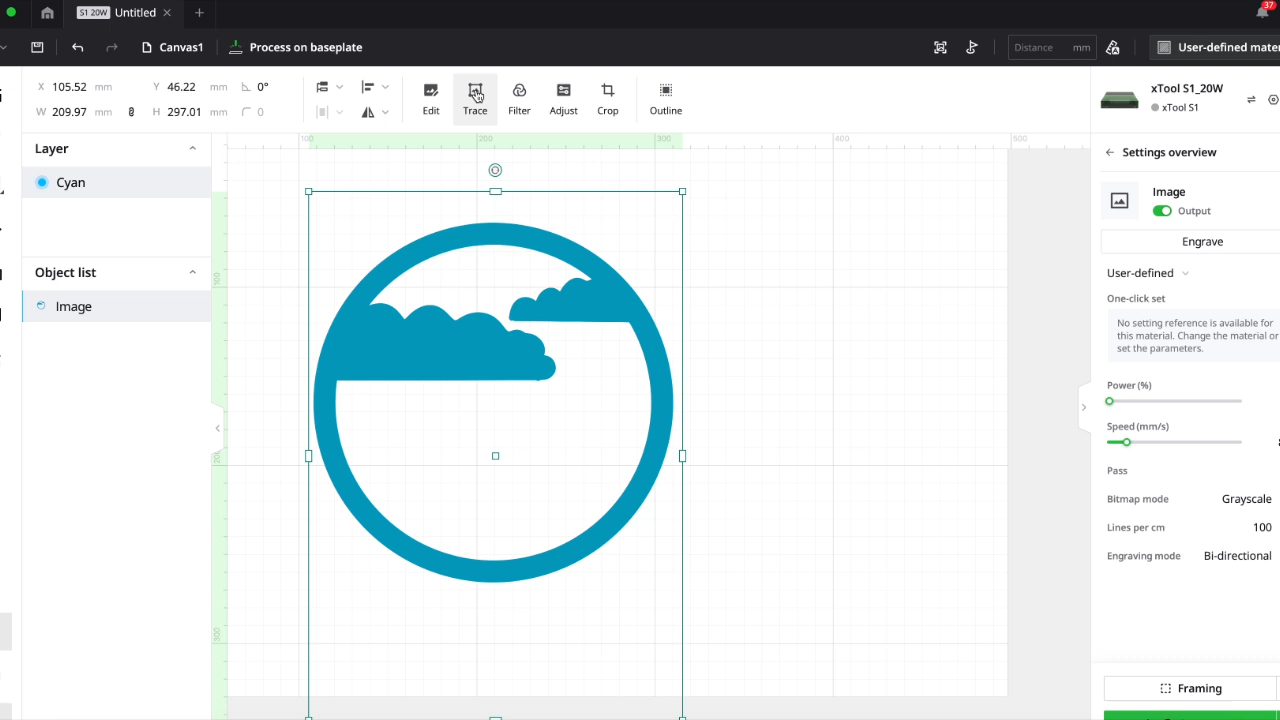 S1 20W Untitled
37
Canvas1 Process on baseplate Distance mm User-defined mater
X 105.52 mm Y 46.22 mm 0°
W 209.97 mm H 297.01 mm 0
Edit Trace Filter Adjust Crop Outline
xTool S1_20W
xTool S1
100 200 300 400 500
Layer
Cyan
Object list
Image
100
200
300
Settings overview
Image
Output
Engrave
User-defined
One-click set
No setting reference is available for
this material. Change the material or
set the parameters.
Power (%)
Speed (mm/s)
Pass
Bitmap mode Grayscale
Lines per cm 100
Engraving mode Bi-directional
Framing